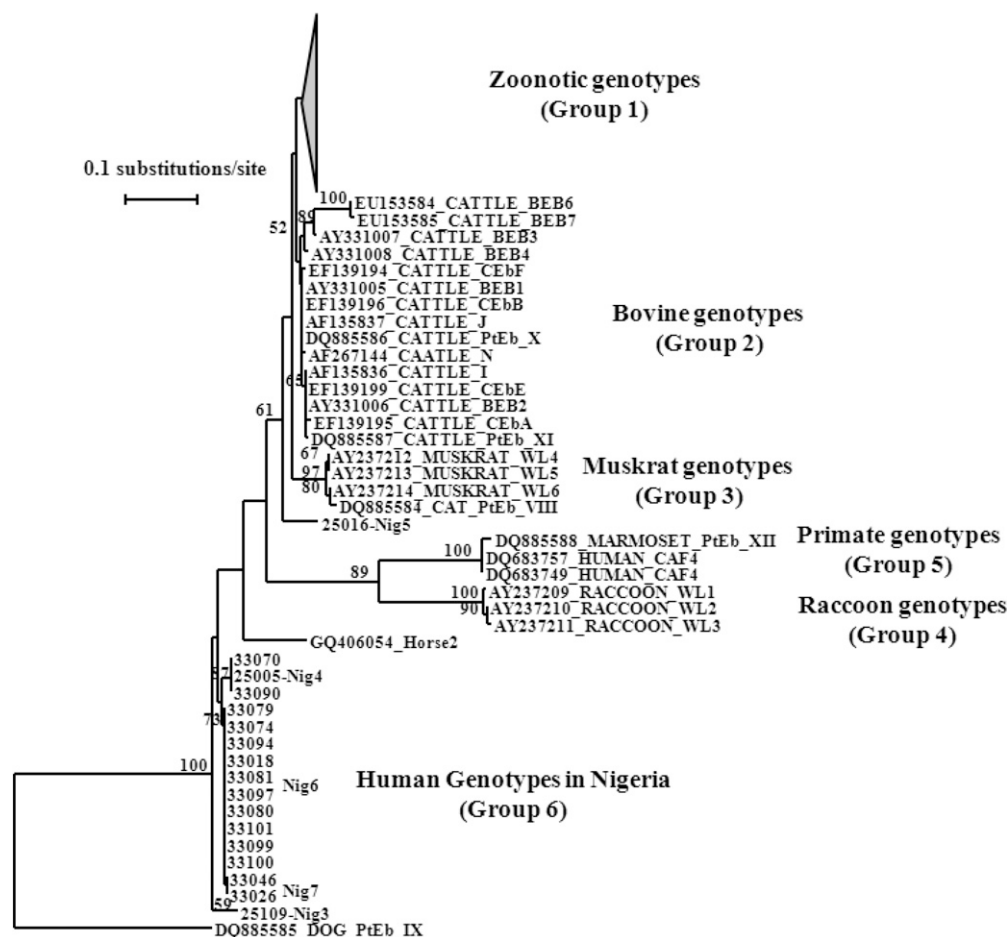 Zoonotic genotypes
(Group 1)
0.1 substitutions/site
100
EU153584_CATTLE_BEB6
EU153585_CATTLE_BEB7
89
52
AY331007_CATTLE_BEB3
AY331008_CATTLE_BEB4
EF139194_CATTLE_CEbF
AY331005_CATTLE_BEB1
EF139196_CATTLE_CEbB
AF135837_CATTLE_J
DQ885586_CATTLE_PtEb_X
AF267144_CAATLE_N
AF135836_CATTLE_I
65
EF139199_CATTLE_CEbE
AY331006_CATTLE_BEB2
EF139195_CATTLE_CEbA
DQ885587_CATTLE_PtEb_XI
Bovine genotypes
(Group 2)
61
67
AY237212_MUSKRAT_WL4
97
AY237213_MUSKRAT_WL5
80
AY237214_MUSKRAT_WL6
DQ885584_CAT_PtEb_VIII
Muskrat genotypes
(Group 3)
25016-Nig5
DQ885588_MARMOSET_PtEb_XII
100
DQ683757_HUMAN_CAF4
DQ683749_HUMAN_CAF4
Primate genotypes
(Group 5)
89
100
AY237209_RACCOON_WL1
90
AY237210_RACCOON_WL2
AY237211_RACCOON_WL3
Raccoon genotypes
(Group 4)
GQ406054_Horse2
33070
25005-Nig4
33090
33079
73
33074
33094
33018
100
33081
Nig6
33097
33080
33101
33099
33100
33046
Nig7
33026
59
25109-Nig3
Human Genotypes in Nigeria
(Group 6)
DQ885585_DOG_PtEb_IX